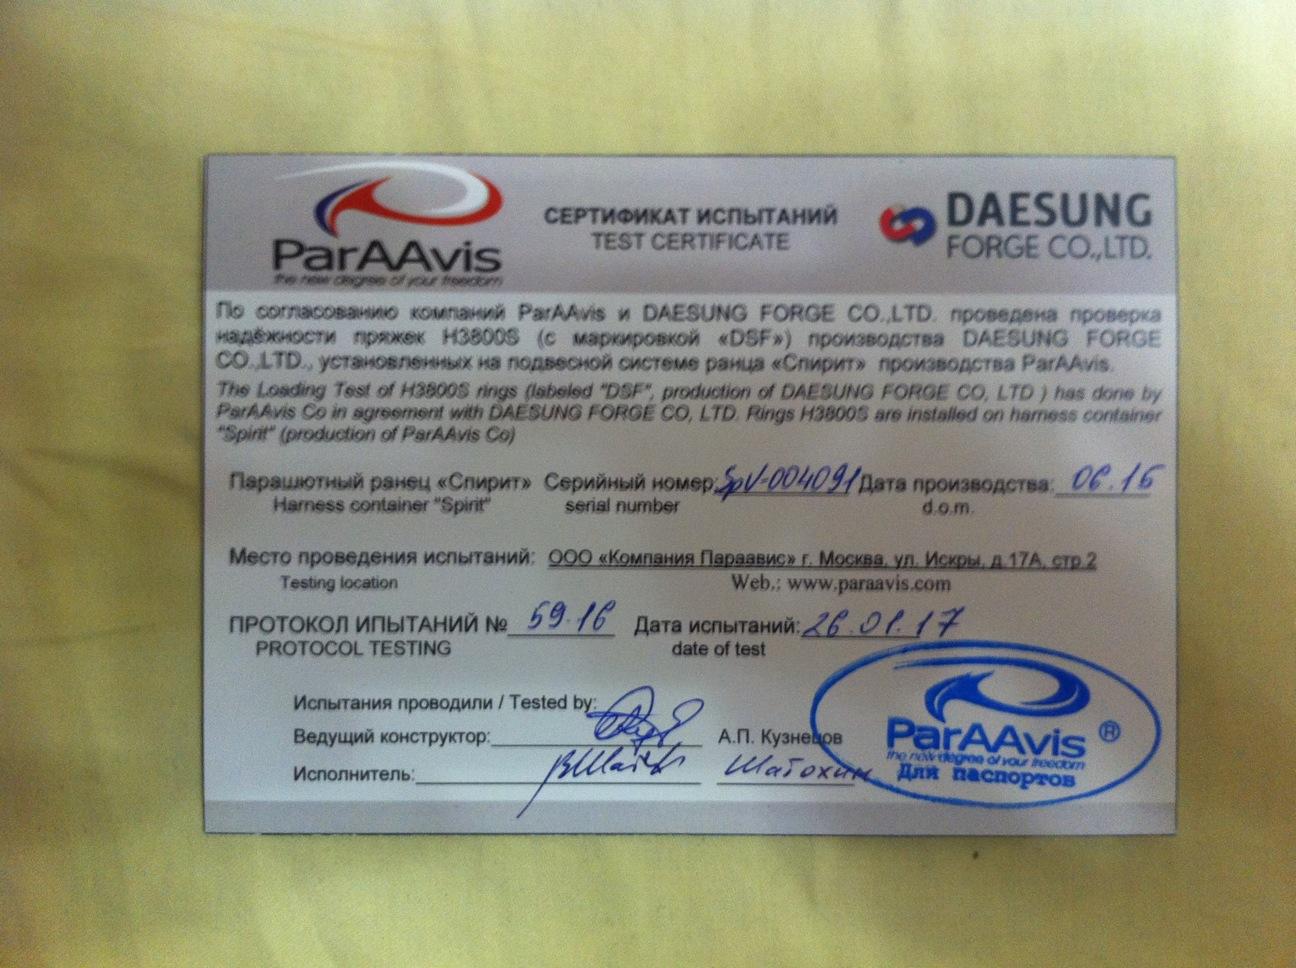 ParAAvis
the new degree of your freedom
СЕРТИФИКАТ ИСПЫТАНИЙ
TEST CERTIFICATE
DAESUNG
FORGE CO.,LTD.
По согласованию компаний ParAAvis и DAESUNG FORGE CO.,LTD. проведена проверка
надёжности пряжек H3800S (с маркировкой «DSF») производства DAESUNG FORGE
CO.,LTD., установленных на подвесной системе ранца «Спирит» производства ParAAvis.
The Loading Test of H3800S rings (labeled "DSF", production of DAESUNG FORGE CO, LTD ) has done by
ParAAvis Co in agreement with DAESUNG FORGE CO, LTD. Rings H3800S are installed on harness container
"Spirit" (production of ParAAvis Co)
Парашютный ранец «Спирит» Серийный номер: SpV-004091 Дата производства: 06.16
Harness container "Spirit" serial number d.o.m.
Место проведения испытаний: ООО «Компания Параавис» г. Москва, ул. Искры, д.17А, стр.2
Testing location Web.: www.paraavis.com
ПРОТОКОЛ ИПЫТАНИЙ № 59.16 Дата испытаний: 26.01.17
PROTOCOL TESTING date of test
Испытания проводили / Tested by:
Ведущий конструктор: А.П. Кузнецов
Исполнитель: Шатохин
ParAAvis ®
the new degree of your freedom
Для паспортов